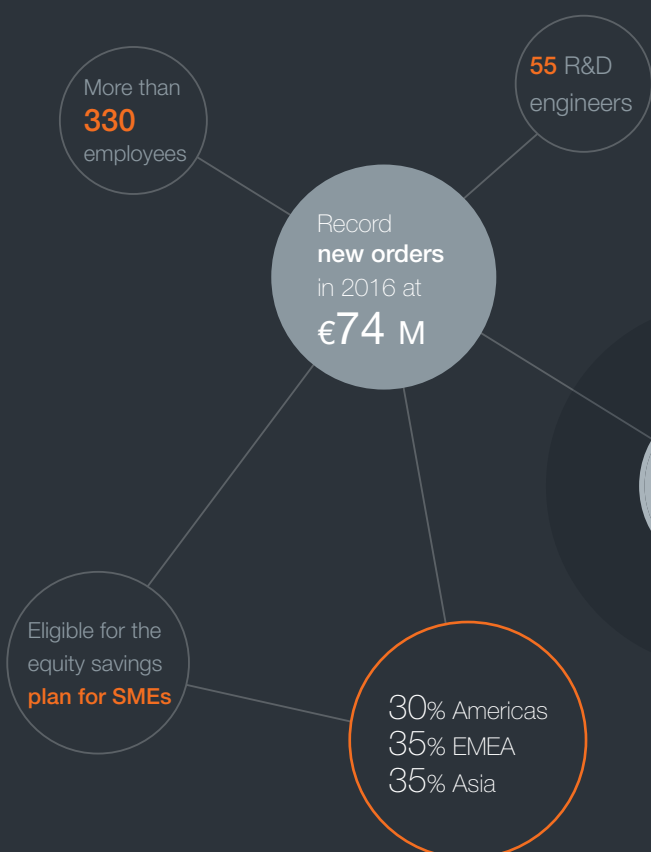 More than
330
employees
55 R&D
engineers
Record
new orders
in 2016 at
€74 M
Eligible for the
equity savings
plan for SMEs
30% Americas
35% EMEA
35% Asia